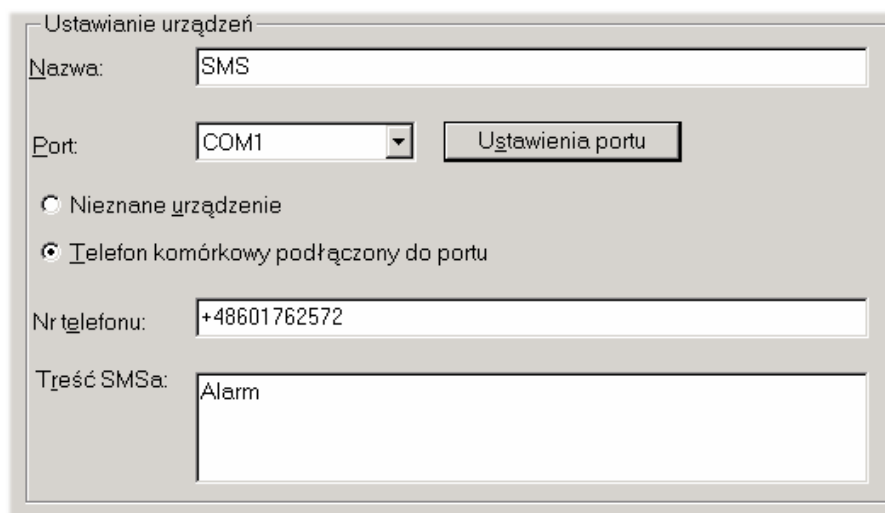 Ustawianie urządzeń
Nazwa: SMS
Port: COM1 Ustawienia portu
Nieznane urządzenie
Telefon komórkowy podłączony do portu
Nr telefonu: +48601762572
Treść SMSa: Alarm